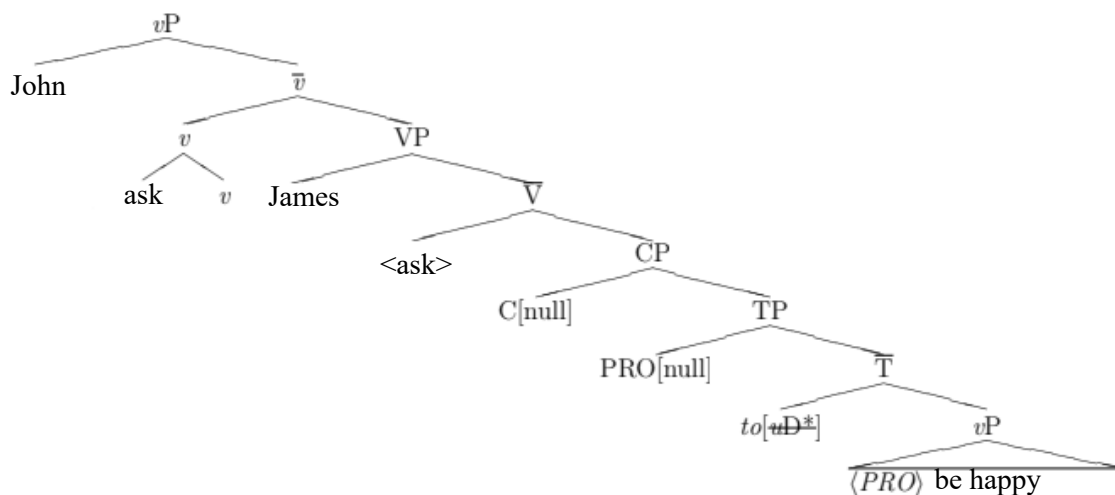 vP
John
v̅
v VP
ask v James V̅
<ask> CP
C[null] TP
PRO[null] T̅
to[uD*] vP
⟨PRO⟩ be happy